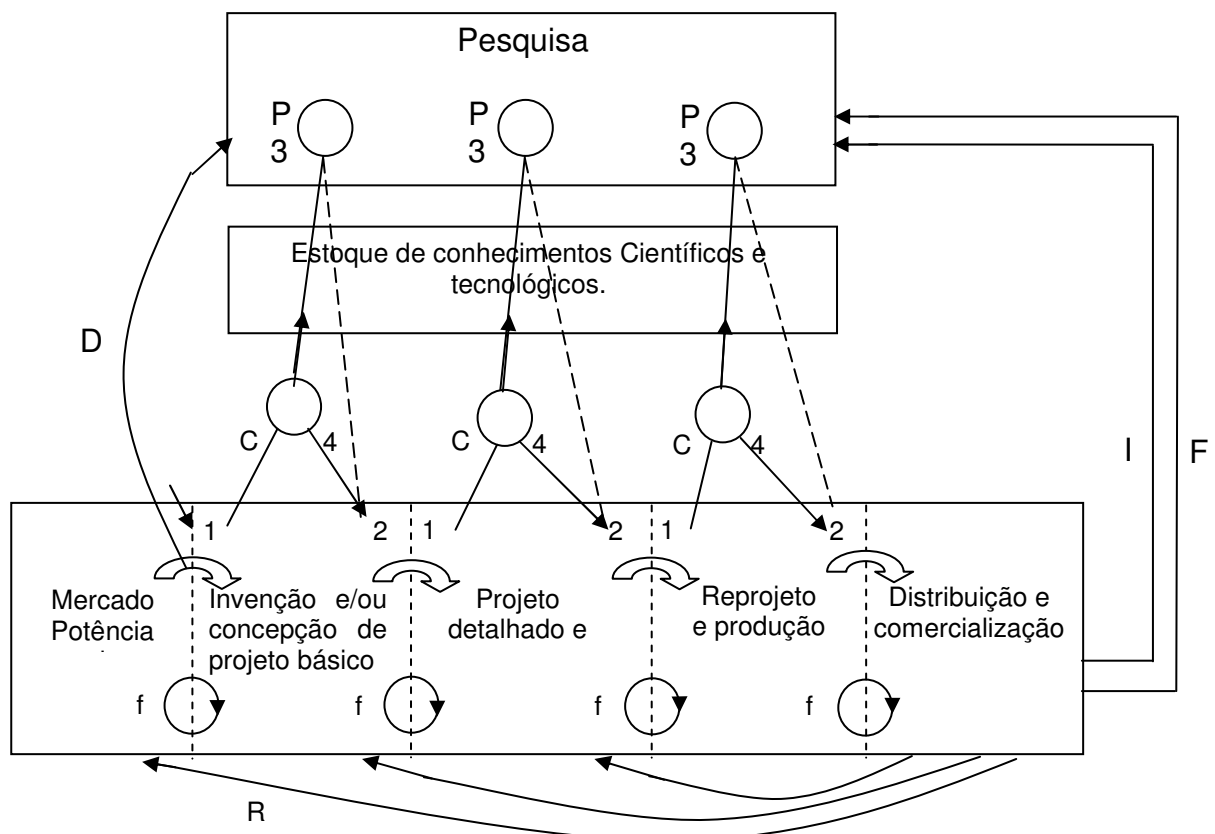 Pesquisa
P P P
3 3 3
Estoque de conhecimentos Científicos e
tecnológicos.
D
C 4 C 4 C 4
I F
1 2 1 2 1 2
Mercado
Potência
Invenção e/ou
concepção de
projeto básico
Projeto
detalhado e
Reprojeto
e produção
Distribuição e
comercialização
f f f f
R